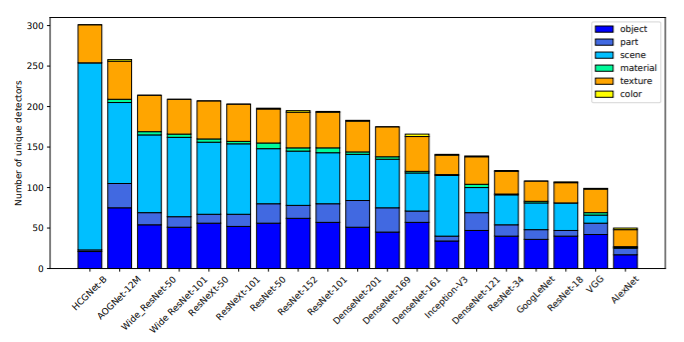 Number of unique detectors
300
250
200
150
100
50
0
object
part
scene
material
texture
color
HCGNet-B
AOGNet-12M
Wide_ResNet-50
Wide ResNet-101
ResNeXt-50
ResNeXt-101
ResNet-50
ResNet-152
ResNet-101
DenseNet-201
DenseNet-169
DenseNet-161
Inception-V3
DenseNet-121
ResNet-34
GoogLeNet
ResNet-18
VGG
AlexNet